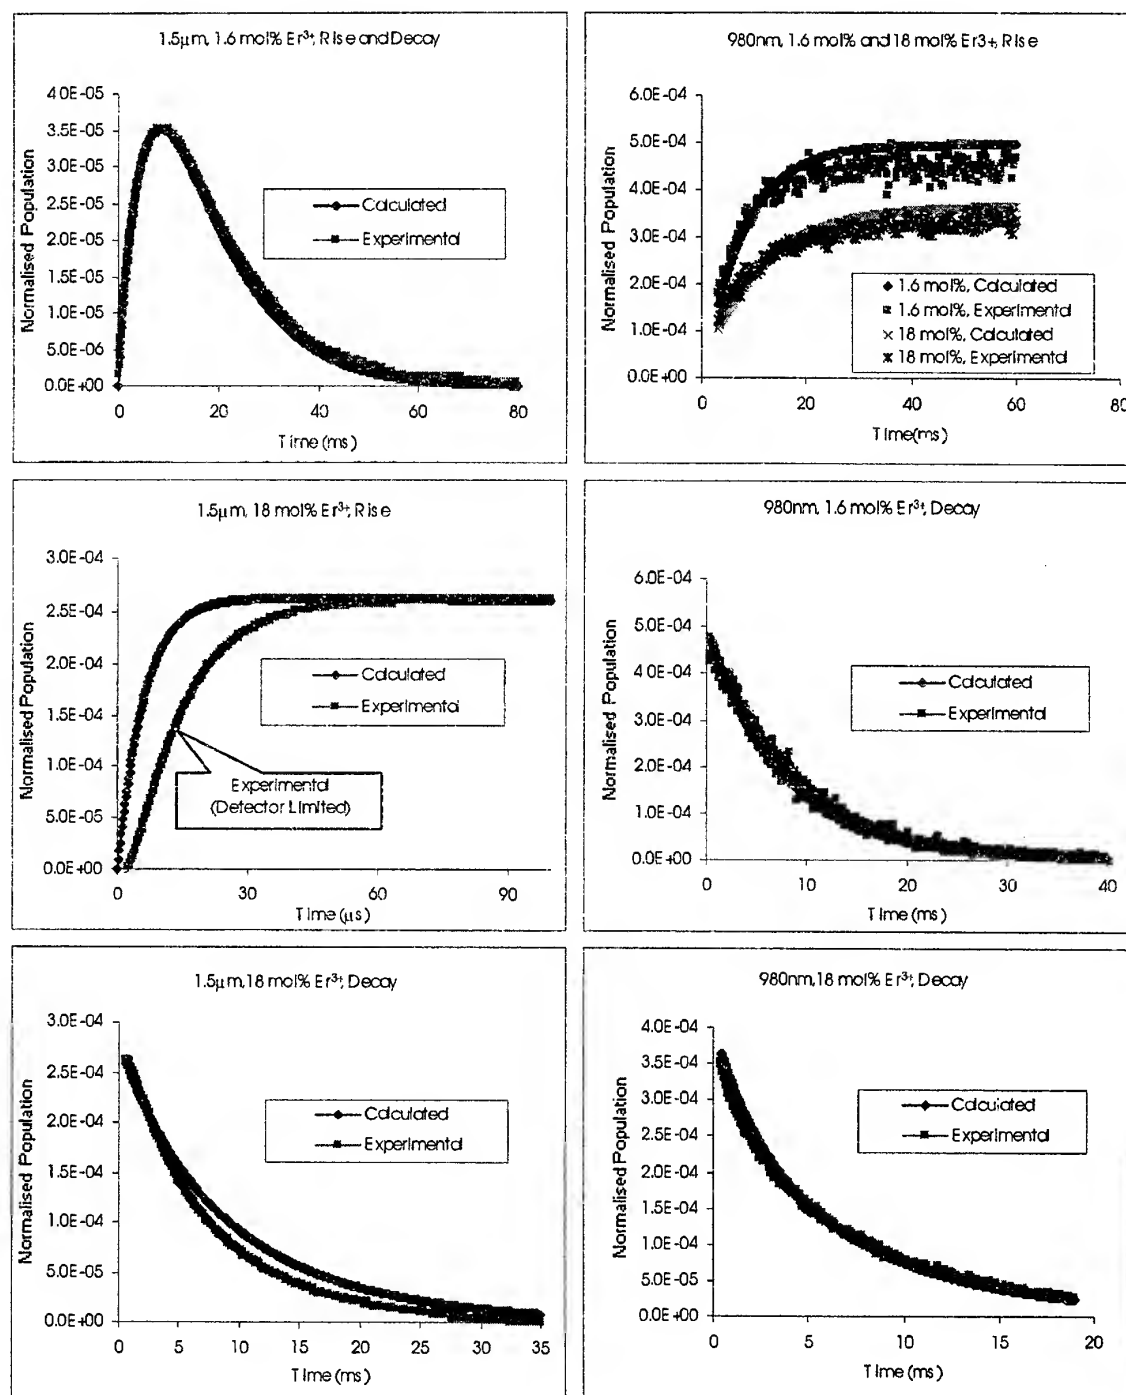 1.5μm, 1.6 mol% Er³⁺, Rise and Decay
Normalised Population
4.0E-05
3.5E-05
3.0E-05
2.5E-05
2.0E-05
1.5E-05
1.0E-05
5.0E-06
0.0E+00
Calculated
Experimental
0 20 40 60 80
Time (ms)
980nm, 1.6 mol% and 18 mol% Er3+, Rise
Normalised Population
6.0E-04
5.0E-04
4.0E-04
3.0E-04
2.0E-04
1.0E-04
0.0E+00
1.6 mol%, Calculated
1.6 mol%, Experimental
18 mol%, Calculated
18 mol%, Experimental
0 20 40 60 80
Time(ms)
1.5μm, 18 mol% Er³⁺, Rise
Normalised Population
3.0E-04
2.5E-04
2.0E-04
1.5E-04
1.0E-04
5.0E-05
0.0E+00
Calculated
Experimental
Experimental
(Detector Limited)
0 30 60 90
Time (μs)
980nm, 1.6 mol% Er³⁺, Decay
Normalised Population
6.0E-04
5.0E-04
4.0E-04
3.0E-04
2.0E-04
1.0E-04
0.0E+00
Calculated
Experimental
0 10 20 30 40
Time (ms)
1.5μm, 18 mol% Er³⁺, Decay
Normalised Population
3.0E-04
2.5E-04
2.0E-04
1.5E-04
1.0E-04
5.0E-05
0.0E+00
Calculated
Experimental
0 5 10 15 20 25 30 35
Time (ms)
980nm, 18 mol% Er³⁺, Decay
Normalised Population
4.0E-04
3.5E-04
3.0E-04
2.5E-04
2.0E-04
1.5E-04
1.0E-04
5.0E-05
0.0E+00
Calculated
Experimental
0 5 10 15 20
Time (ms)